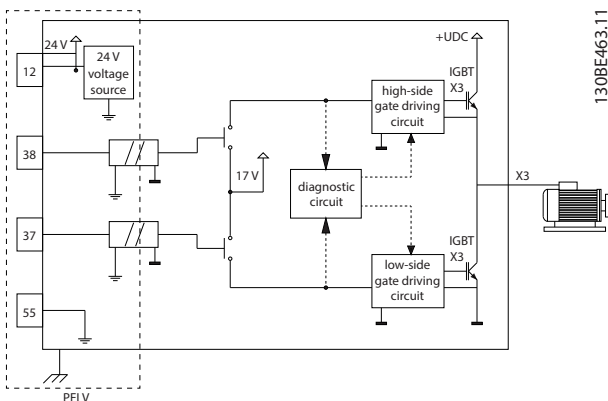 130BE463.11
+UDC
24 V
12
24 V
voltage
source
high-side
gate driving
circuit
IGBT
X3
38
17 V
diagnostic
circuit
X3
37
IGBT
X3
low-side
gate driving
circuit
55
PELV